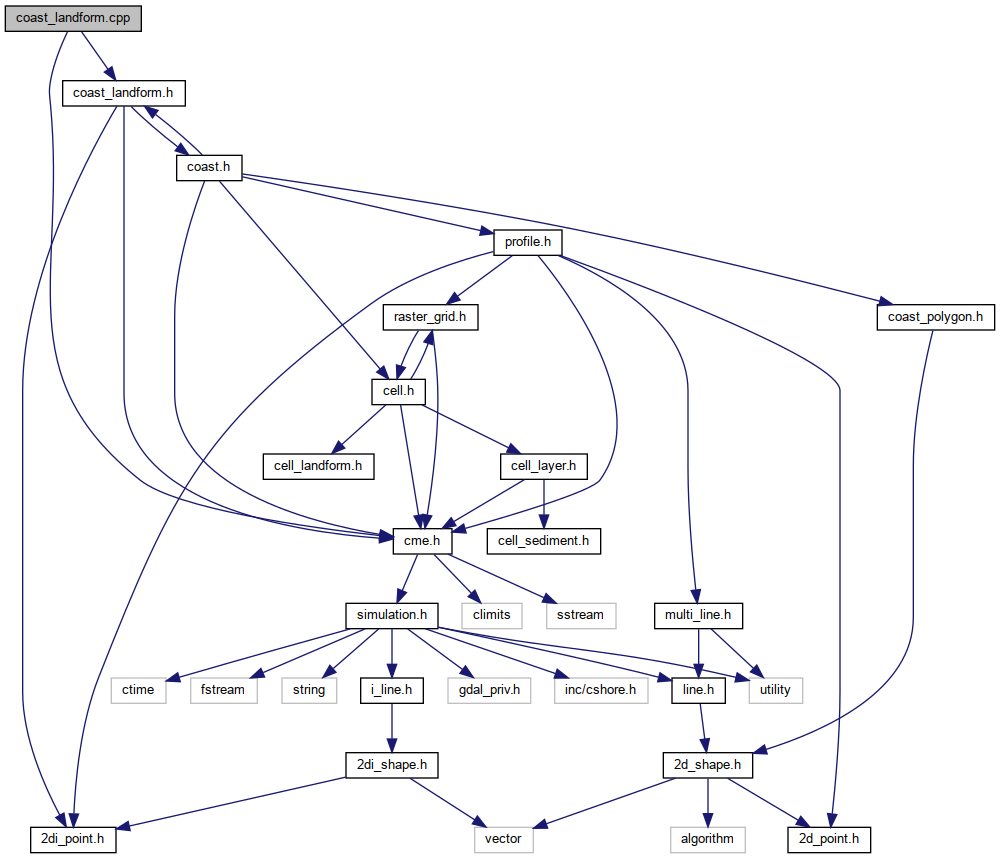 coast_landform.cpp
coast_landform.h
coast.h
profile.h
raster_grid.h
coast_polygon.h
cell.h
cell_landform.h
cell_layer.h
cme.h
cell_sediment.h
simulation.h
climits
sstream
multi_line.h
ctime
fstream
string
i_line.h
gdal_priv.h
inc/cshore.h
line.h
utility
2di_shape.h
2d_shape.h
2di_point.h
vector
algorithm
2d_point.h